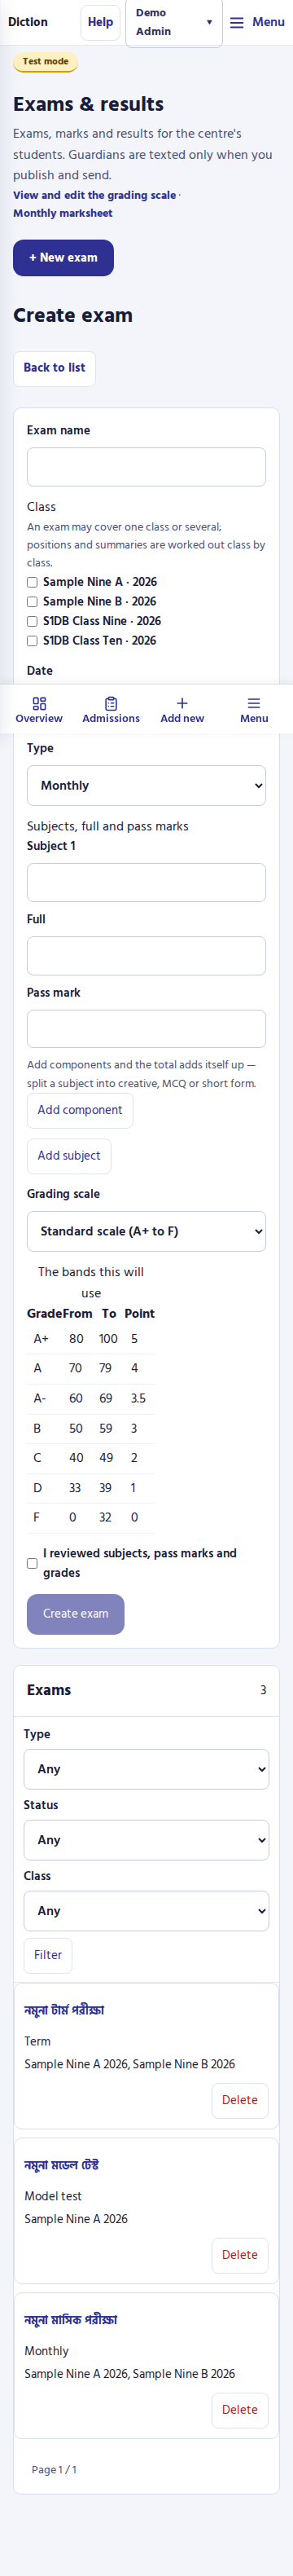 Diction
Help
Demo
Admin
▾
Menu
Test mode
Exams & results
Exams, marks and results for the centre's
students. Guardians are texted only when you
publish and send.
View and edit the grading scale ·
Monthly marksheet
+ New exam
Create exam
Back to list
Exam name
Class
An exam may cover one class or several;
positions and summaries are worked out class by
class.
Sample Nine A · 2026
Sample Nine B · 2026
S1DB Class Nine · 2026
S1DB Class Ten · 2026
Date
Overview
Admissions
Add new
Menu
Type
Monthly
Subjects, full and pass marks
Subject 1
Full
Pass mark
Add components and the total adds itself up —
split a subject into creative, MCQ or short form.
Add component
Add subject
Grading scale
Standard scale (A+ to F)
The bands this will
use
Grade From To Point
A+ 80 100 5
A 70 79 4
A- 60 69 3.5
B 50 59 3
C 40 49 2
D 33 39 1
F 0 32 0
I reviewed subjects, pass marks and
grades
Create exam
Exams 3
Type
Any
Status
Any
Class
Any
Filter
নমুনা টার্ম পরীক্ষা
Term
Sample Nine A 2026, Sample Nine B 2026
Delete
নমুনা মডেল টেস্ট
Model test
Sample Nine A 2026
Delete
নমুনা মাসিক পরীক্ষা
Monthly
Sample Nine A 2026, Sample Nine B 2026
Delete
Page 1 / 1